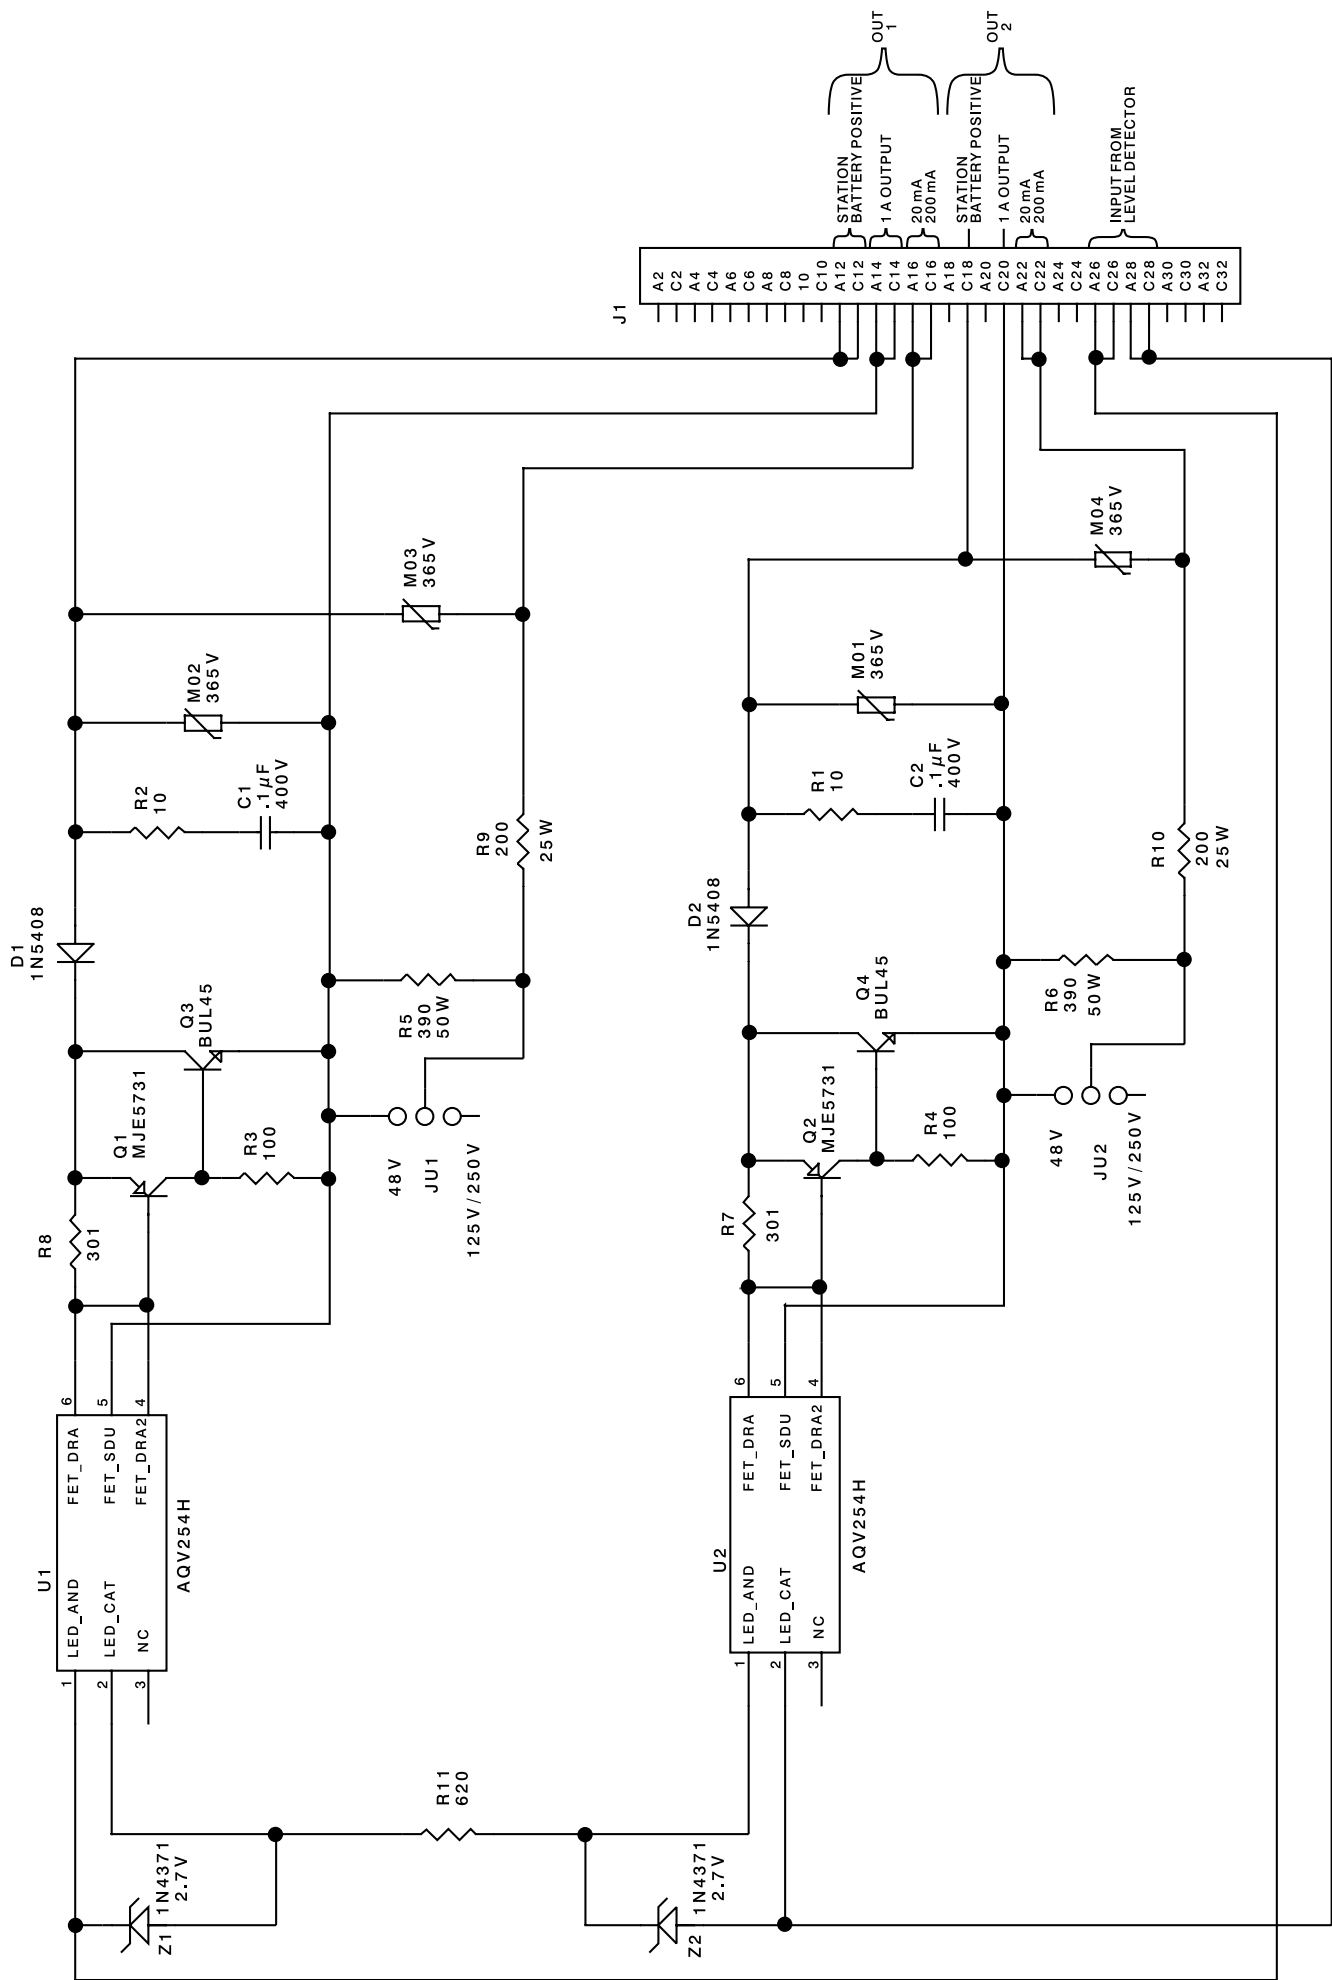 OUT
1
OUT
2
STATION
BATTERY POSITIVE
1 A OUTPUT
20 mA
200 mA
STATION
BATTERY POSITIVE
1 A OUTPUT
20 mA
200 mA
INPUT FROM
LEVEL DETECTOR
J1
A2
C2
A4
C4
A6
C6
A8
C8
10
C10
A12
C12
A14
C14
A16
C16
A18
C18
A20
C20
A22
C22
A24
C24
A26
C26
A28
C28
A30
C30
A32
C32
D1
1N5408
R2
10
C1
.1µF
400V
M02
365V
M03
365V
R9
200
25W
Q3
BUL45
Q1
MJE5731
R3
100
R5
390
50W
48V
JU1
125V/250V
R8
301
D2
1N5408
R1
10
C2
.1µF
400V
M01
365V
M04
365V
R10
200
25W
Q4
BUL45
Q2
MJE5731
R4
100
R6
390
50W
48V
JU2
125V/250V
R7
301
U1
6
5
4
FET_DRA
FET_SDU
FET_DRA2
LED_AND
LED_CAT
NC
1
2
3
AQV254H
U2
6
5
4
FET_DRA
FET_SDU
FET_DRA2
LED_AND
LED_CAT
NC
1
2
3
AQV254H
R11
620
Z1
1N4371
2.7V
Z2
1N4371
2.7V